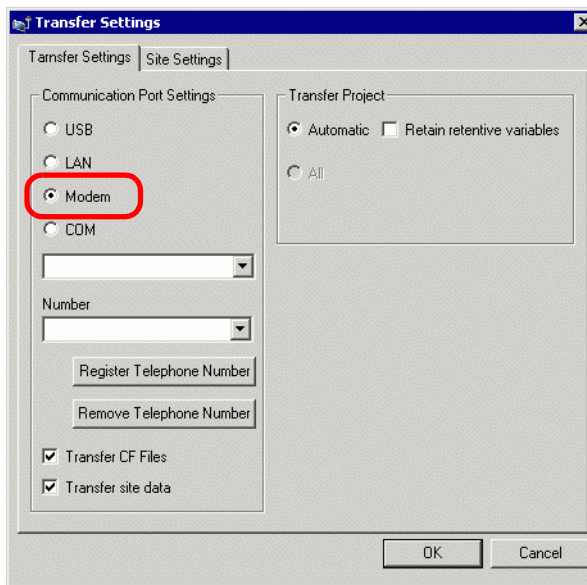 Transfer Settings
Tarnsfer Settings
Site Settings
Communication Port Settings
USB
LAN
Modem
COM
Number
Register Telephone Number
Remove Telephone Number
Transfer CF Files
Transfer site data
Transfer Project
Automatic
Retain retentive variables
All
OK
Cancel